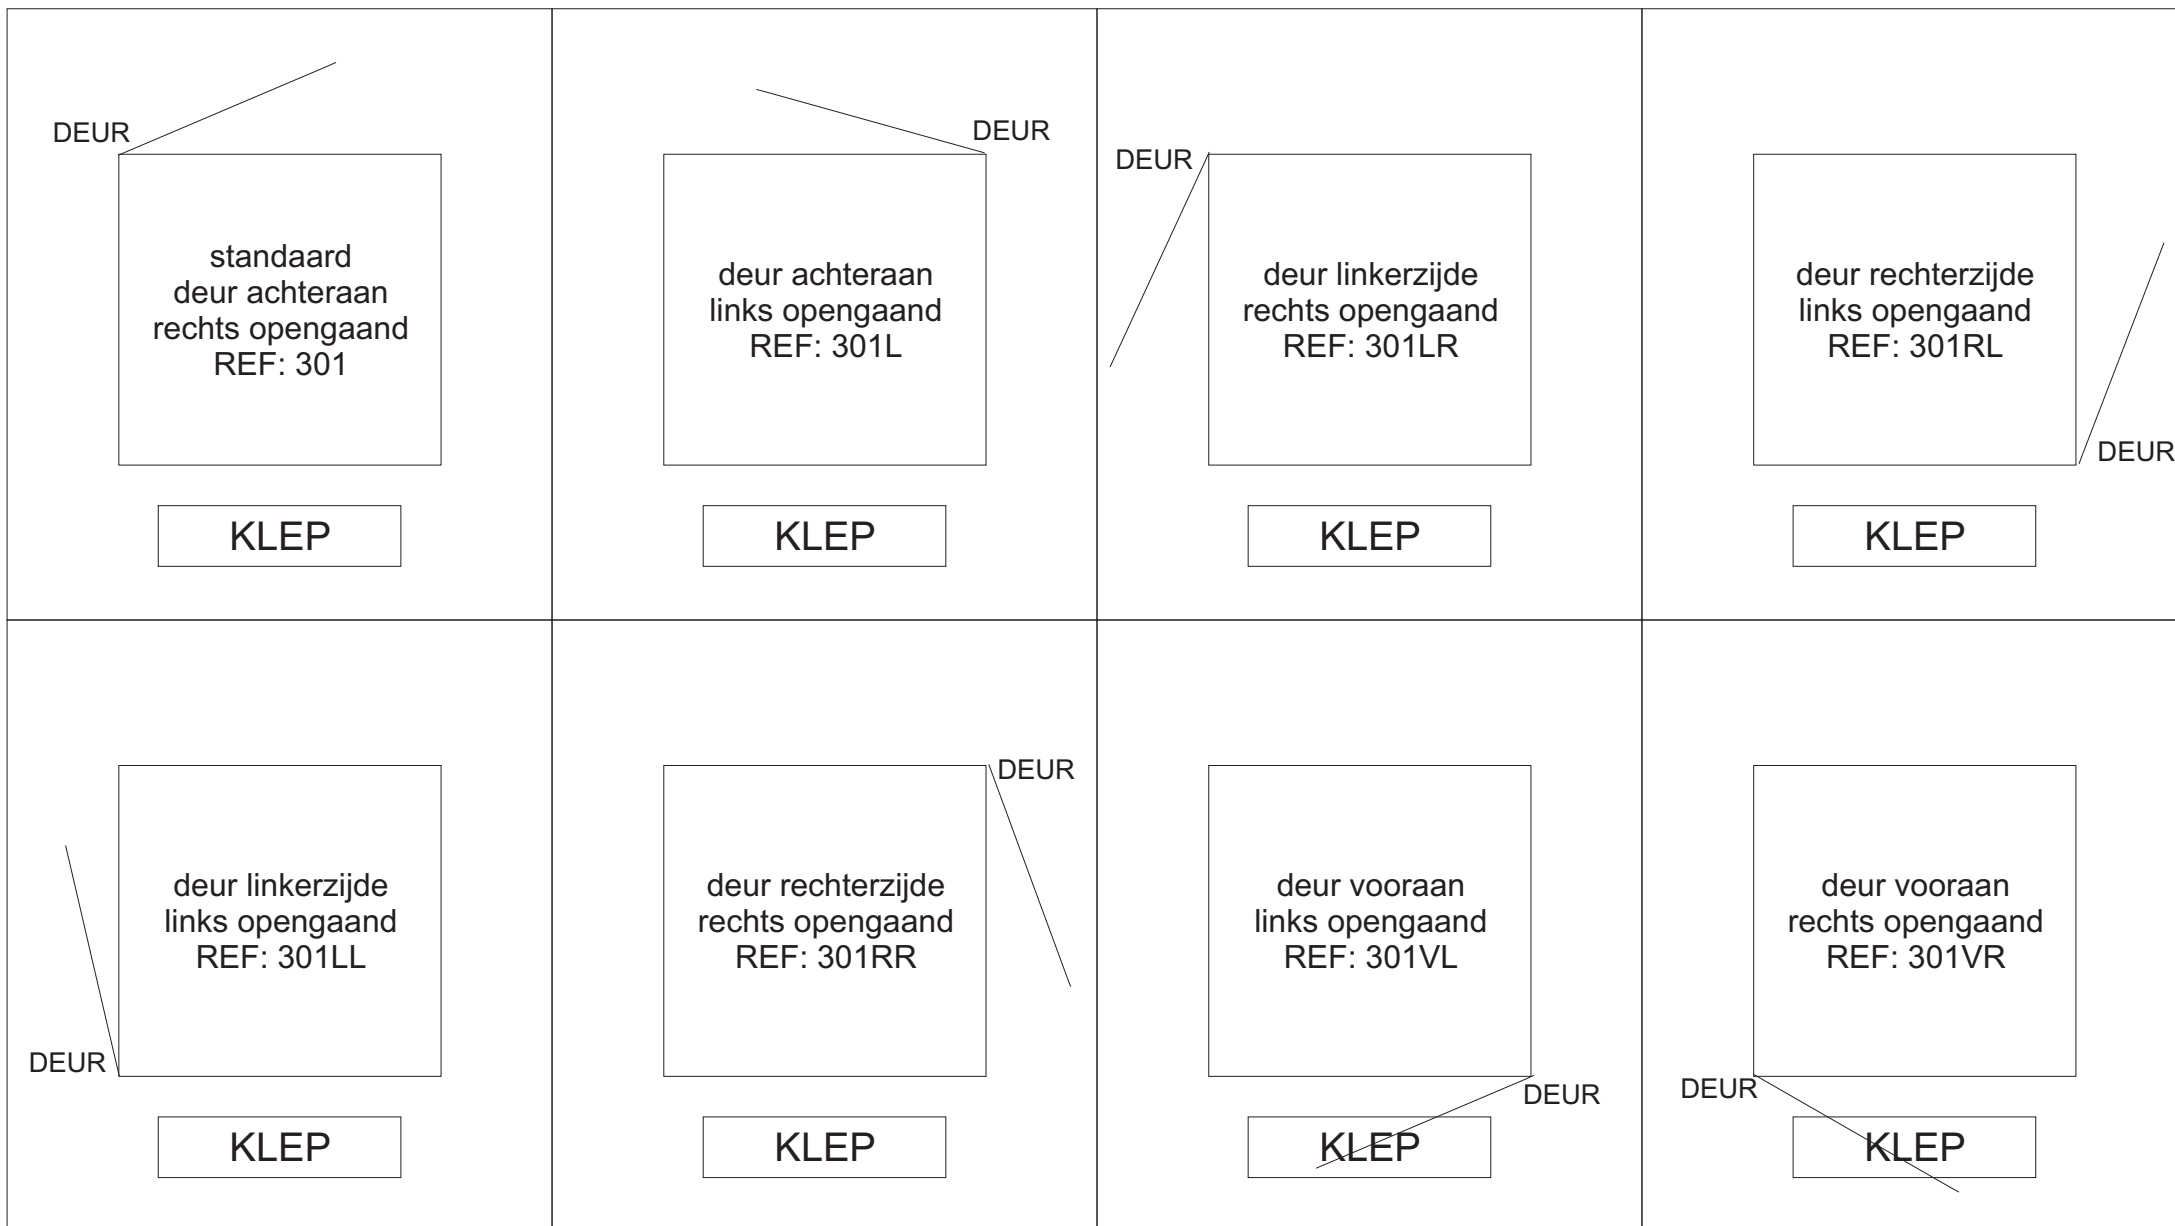 DEUR
standaard
deur achteraan
rechts opengaand
REF: 301
KLEP
DEUR
deur achteraan
links opengaand
REF: 301L
KLEP
DEUR
deur linkerzijde
rechts opengaand
REF: 301LR
KLEP
deur rechterzijde
links opengaand
REF: 301RL
DEUR
KLEP
deur linkerzijde
links opengaand
REF: 301LL
DEUR
KLEP
DEUR
deur rechterzijde
rechts opengaand
REF: 301RR
KLEP
deur vooraan
links opengaand
REF: 301VL
DEUR
KLEP
deur vooraan
rechts opengaand
REF: 301VR
DEUR
KLEP